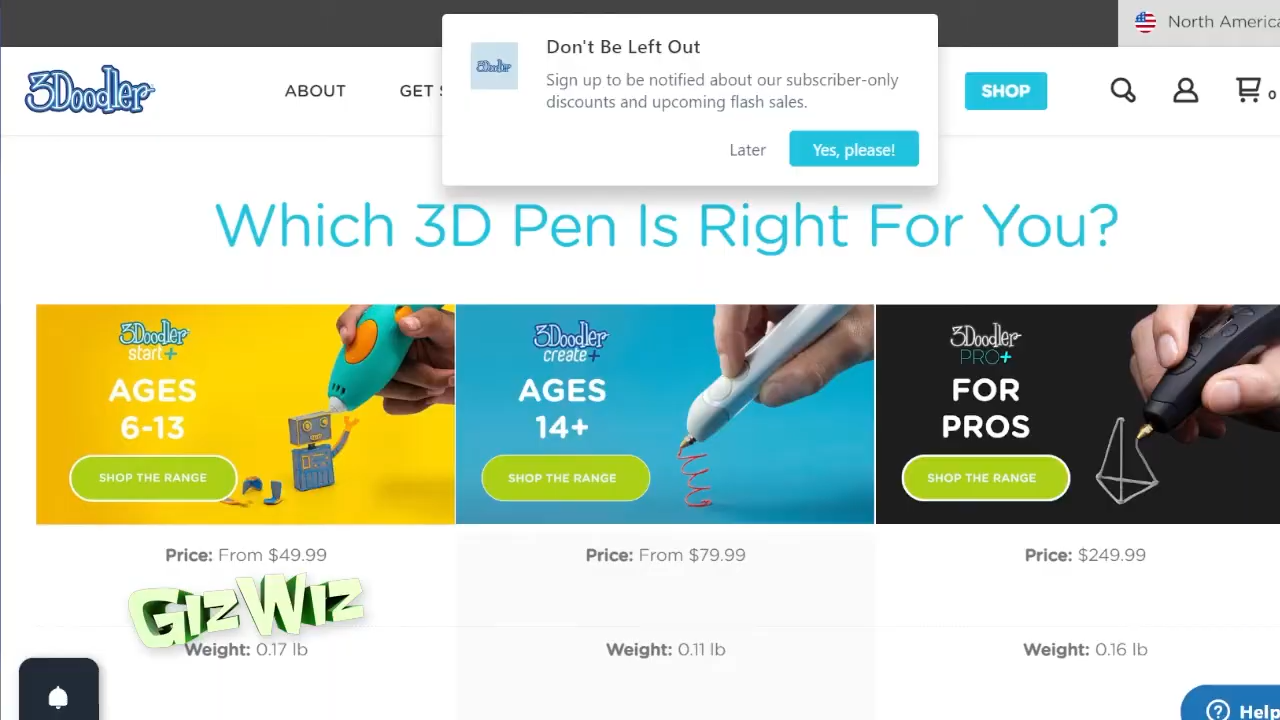 North America
Don't Be Left Out
3Doodler
Sign up to be notified about our subscriber-only
discounts and upcoming flash sales.
Later
Yes, please!
3Doodler
ABOUT
GET
SHOP
0
Which 3D Pen Is Right For You?
3Doodler
start+
AGES
6-13
SHOP THE RANGE
3Doodler
create+
AGES
14+
SHOP THE RANGE
3Doodler
PRO+
FOR
PROS
SHOP THE RANGE
Price: From $49.99
Price: From $79.99
Price: $249.99
GizWiz
Weight: 0.17 lb
Weight: 0.11 lb
Weight: 0.16 lb
Help